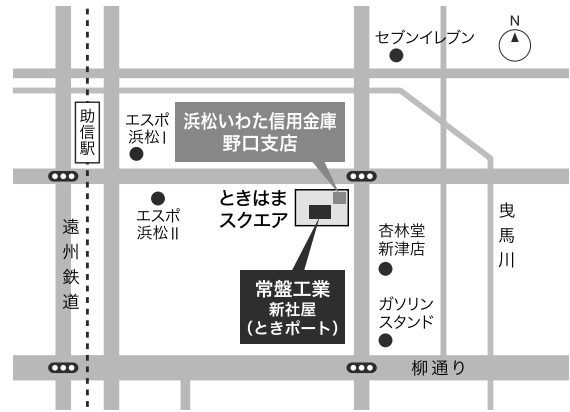 N
セブンイレブン
助信駅
エスポ
浜松Ⅰ
浜松いわた信用金庫
野口支店
エスポ
浜松Ⅱ
ときはま
スクエア
遠州鉄道
杏林堂
新津店
曳馬川
常盤工業
新社屋
(ときポート)
ガソリン
スタンド
柳通り